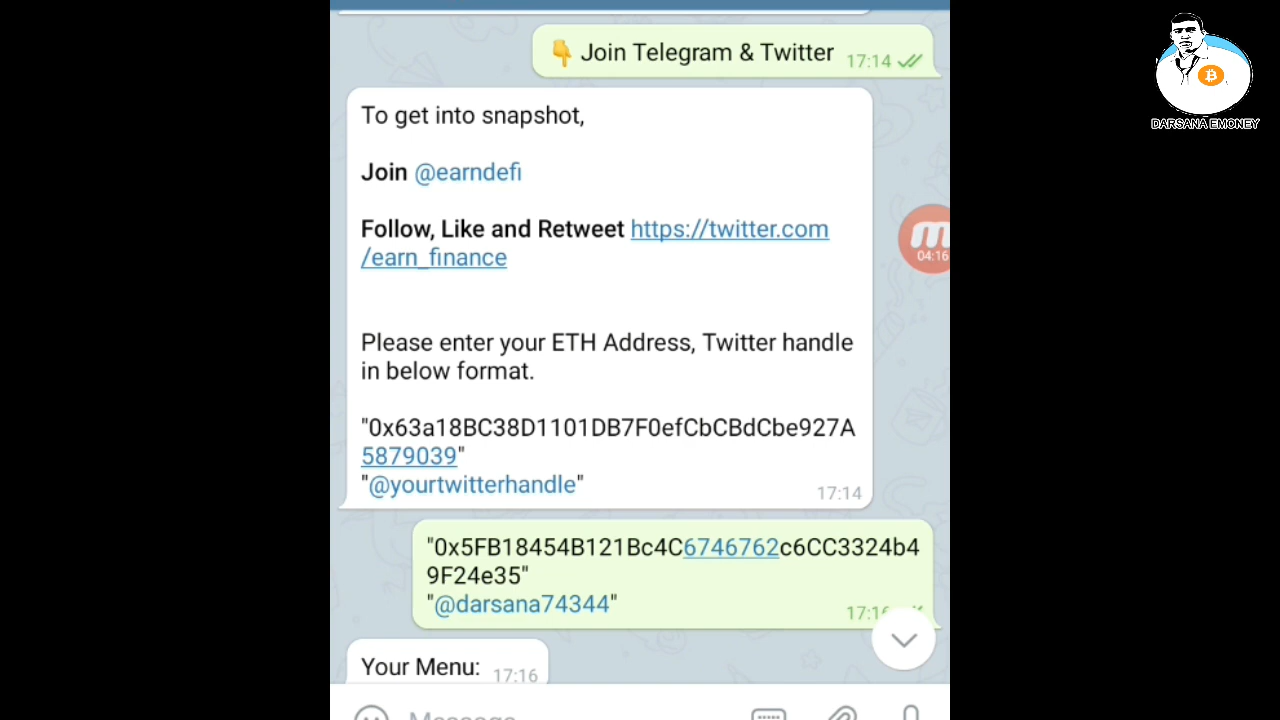 👇 Join Telegram & Twitter 17:14
DARSANA EMONEY
To get into snapshot,
Join @earndefi
Follow, Like and Retweet https://twitter.com
/earn_finance
04:16
Please enter your ETH Address, Twitter handle
in below format.
"0x63a18BC38D1101DB7F0efCbCBdCbe927A
5879039"
"@yourtwitterhandle"
17:14
"0x5FB18454B121Bc4C6746762c6CC3324b4
9F24e35"
"@darsana74344"
17:16
Your Menu: 17:16
Message